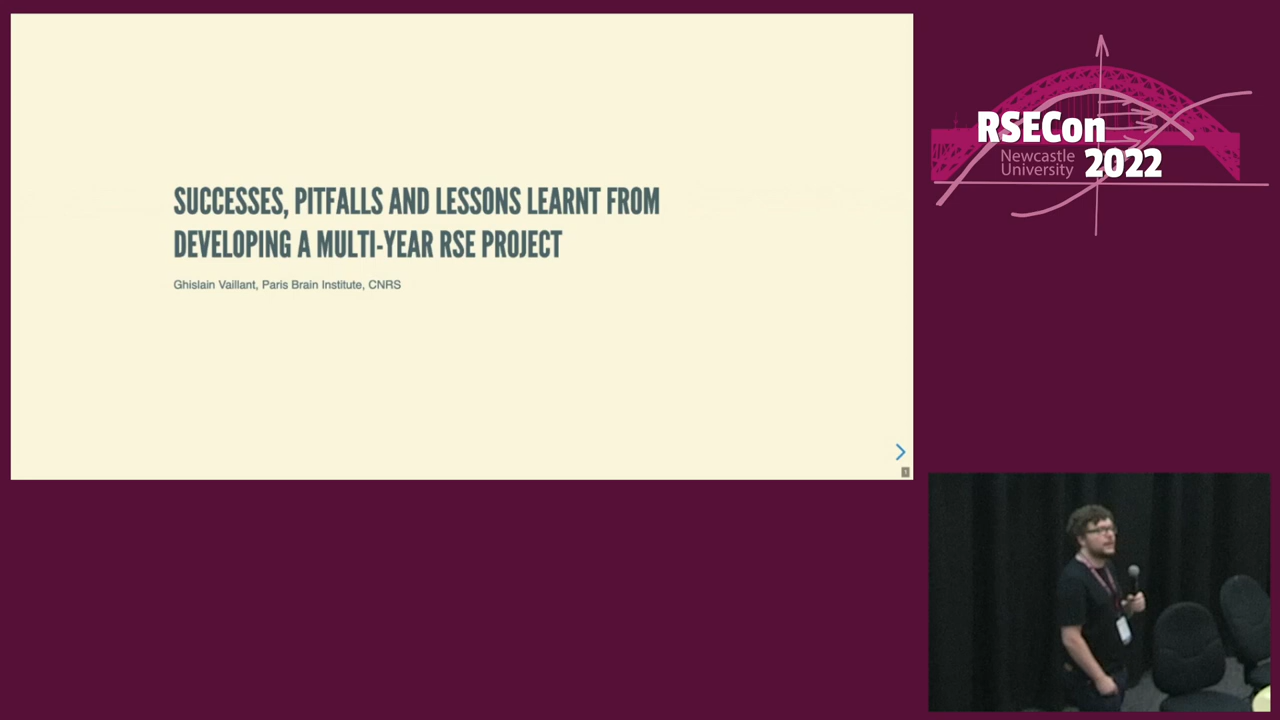 SUCCESSES, PITFALLS AND LESSONS LEARNT FROM
DEVELOPING A MULTI-YEAR RSE PROJECT
Ghislain Vaillant, Paris Brain Institute, CNRS
1
RSECon
Newcastle
University
2022